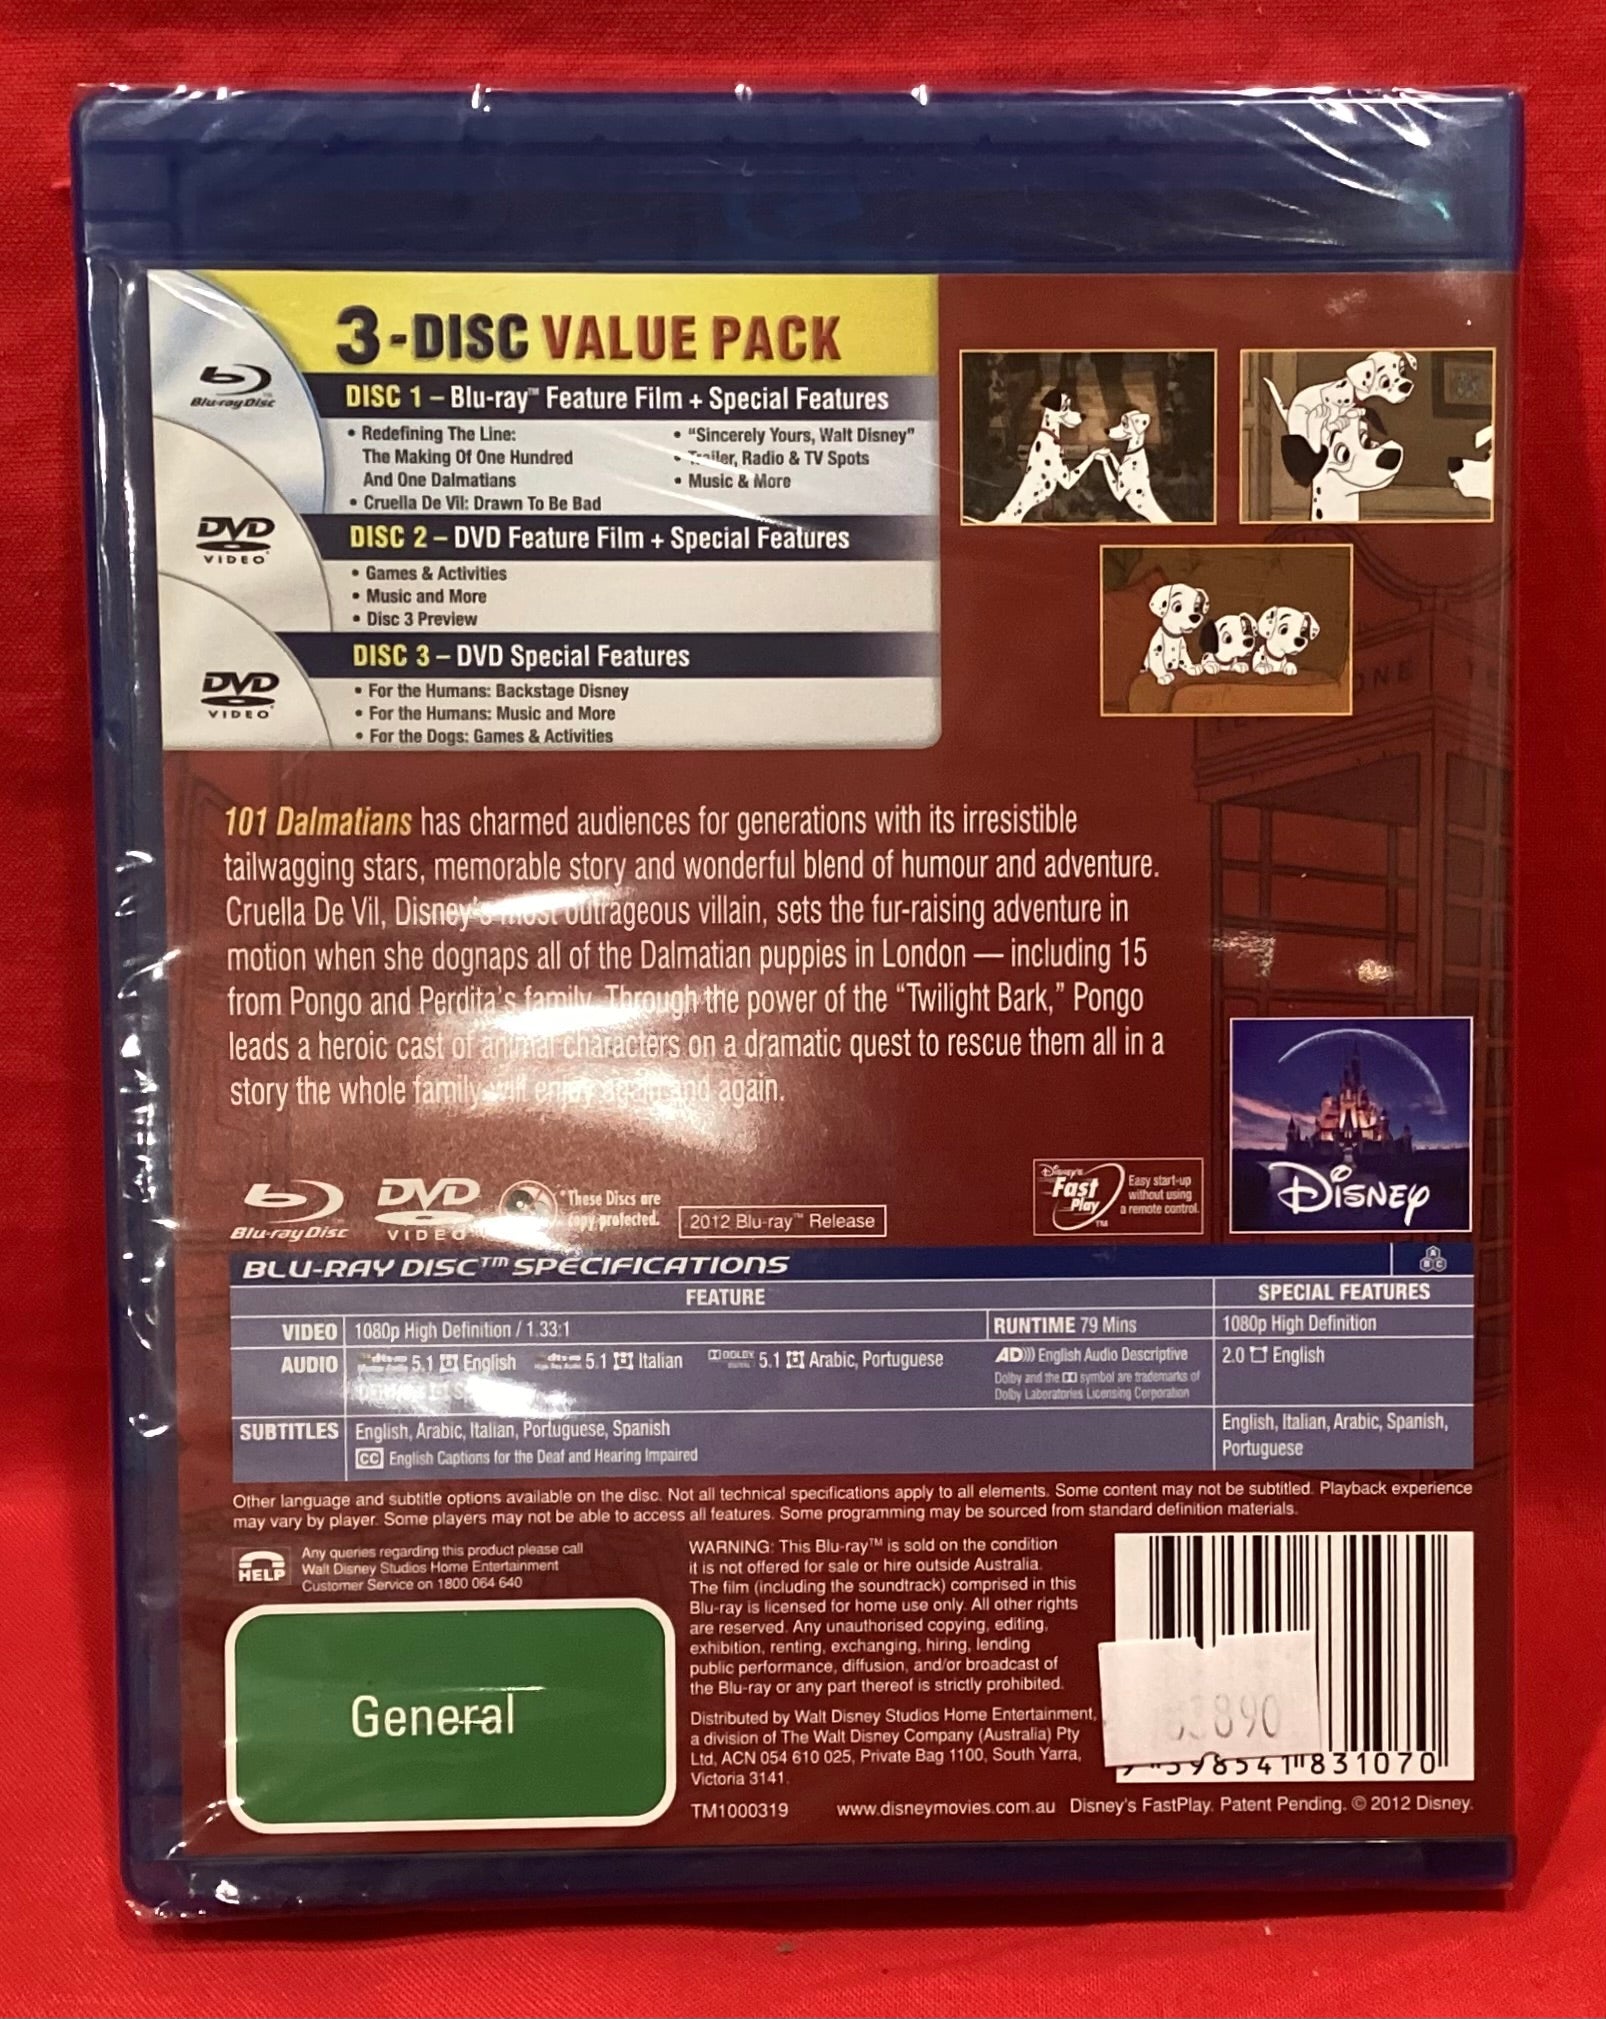 3-DISC VALUE PACK
Blu-ray Disc
DISC 1 – Blu-ray™ Feature Film + Special Features
• Redefining The Line:
The Making Of One Hundred
And One Dalmatians
• Cruella De Vil: Drawn To Be Bad
• "Sincerely Yours, Walt Disney"
• Trailer, Radio & TV Spots
• Music & More
DVD
VIDEO
DISC 2 – DVD Feature Film + Special Features
• Games & Activities
• Music and More
• Disc 3 Preview
DVD
VIDEO
DISC 3 – DVD Special Features
• For the Humans: Backstage Disney
• For the Humans: Music and More
• For the Dogs: Games & Activities
101 Dalmatians has charmed audiences for generations with its irresistible
tailwagging stars, memorable story and wonderful blend of humour and adventure.
Cruella De Vil, Disney's most outrageous villain, sets the fur-raising adventure in
motion when she dognaps all of the Dalmatian puppies in London — including 15
from Pongo and Perdita's family. Through the power of the "Twilight Bark," Pongo
leads a heroic cast of animal characters on a dramatic quest to rescue them all in a
story the whole family will enjoy again and again.
Blu-ray Disc
DVD
VIDEO
*These Discs are
copy protected.
2012 Blu-ray™ Release
Disney's
Fast
Play
™
Easy start-up
without using
a remote control.
Disney
BLU-RAY DISC™ SPECIFICATIONS
A
B C
FEATURE
SPECIAL FEATURES
VIDEO 1080p High Definition / 1.33:1
RUNTIME 79 Mins
1080p High Definition
AUDIO dts 5.1 English dts 5.1 Italian DOLBY DIGITAL 5.1 Arabic, Portuguese
AD))) English Audio Descriptive
Dolby and the symbol are trademarks of
Dolby Laboratories Licensing Corporation
2.0 English
SUBTITLES English, Arabic, Italian, Portuguese, Spanish
CC English Captions for the Deaf and Hearing Impaired
English, Italian, Arabic, Spanish,
Portuguese
Other language and subtitle options available on the disc. Not all technical specifications apply to all elements. Some content may not be subtitled. Playback experience
may vary by player. Some players may not be able to access all features. Some programming may be sourced from standard definition materials.
HELP
Any queries regarding this product please call
Walt Disney Studios Home Entertainment
Customer Service on 1800 064 640
General
WARNING: This Blu-ray™ is sold on the condition
it is not offered for sale or hire outside Australia.
The film (including the soundtrack) comprised in this
Blu-ray is licensed for home use only. All other rights
are reserved. Any unauthorised copying, editing,
exhibition, renting, exchanging, hiring, lending
public performance, diffusion, and/or broadcast of
the Blu-ray or any part thereof is strictly prohibited.
Distributed by Walt Disney Studios Home Entertainment,
a division of The Walt Disney Company (Australia) Pty
Ltd, ACN 054 610 025, Private Bag 1100, South Yarra,
Victoria 3141.
TM1000319 www.disneymovies.com.au Disney's FastPlay. Patent Pending. © 2012 Disney.
9 398541 831070